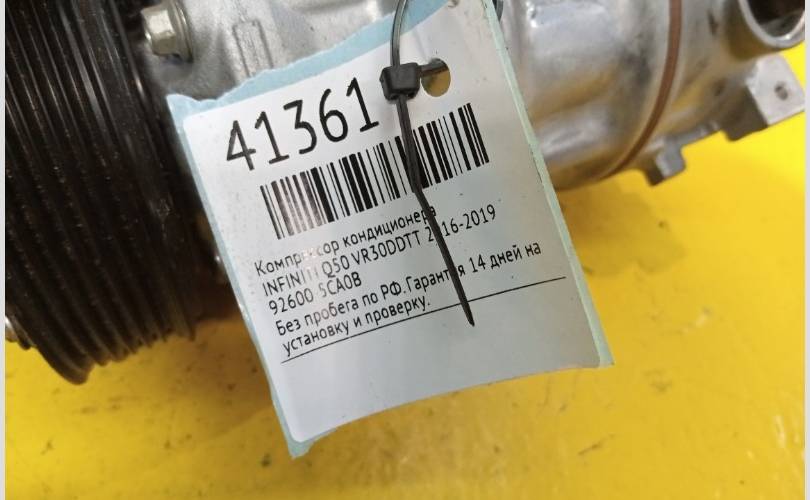 41361
Компрессор кондиционера
INFINITI Q50 VR30DDTT 2016-2019
92600 5CA0B
Без пробега по РФ.Гарантия 14 дней на
установку и проверку.